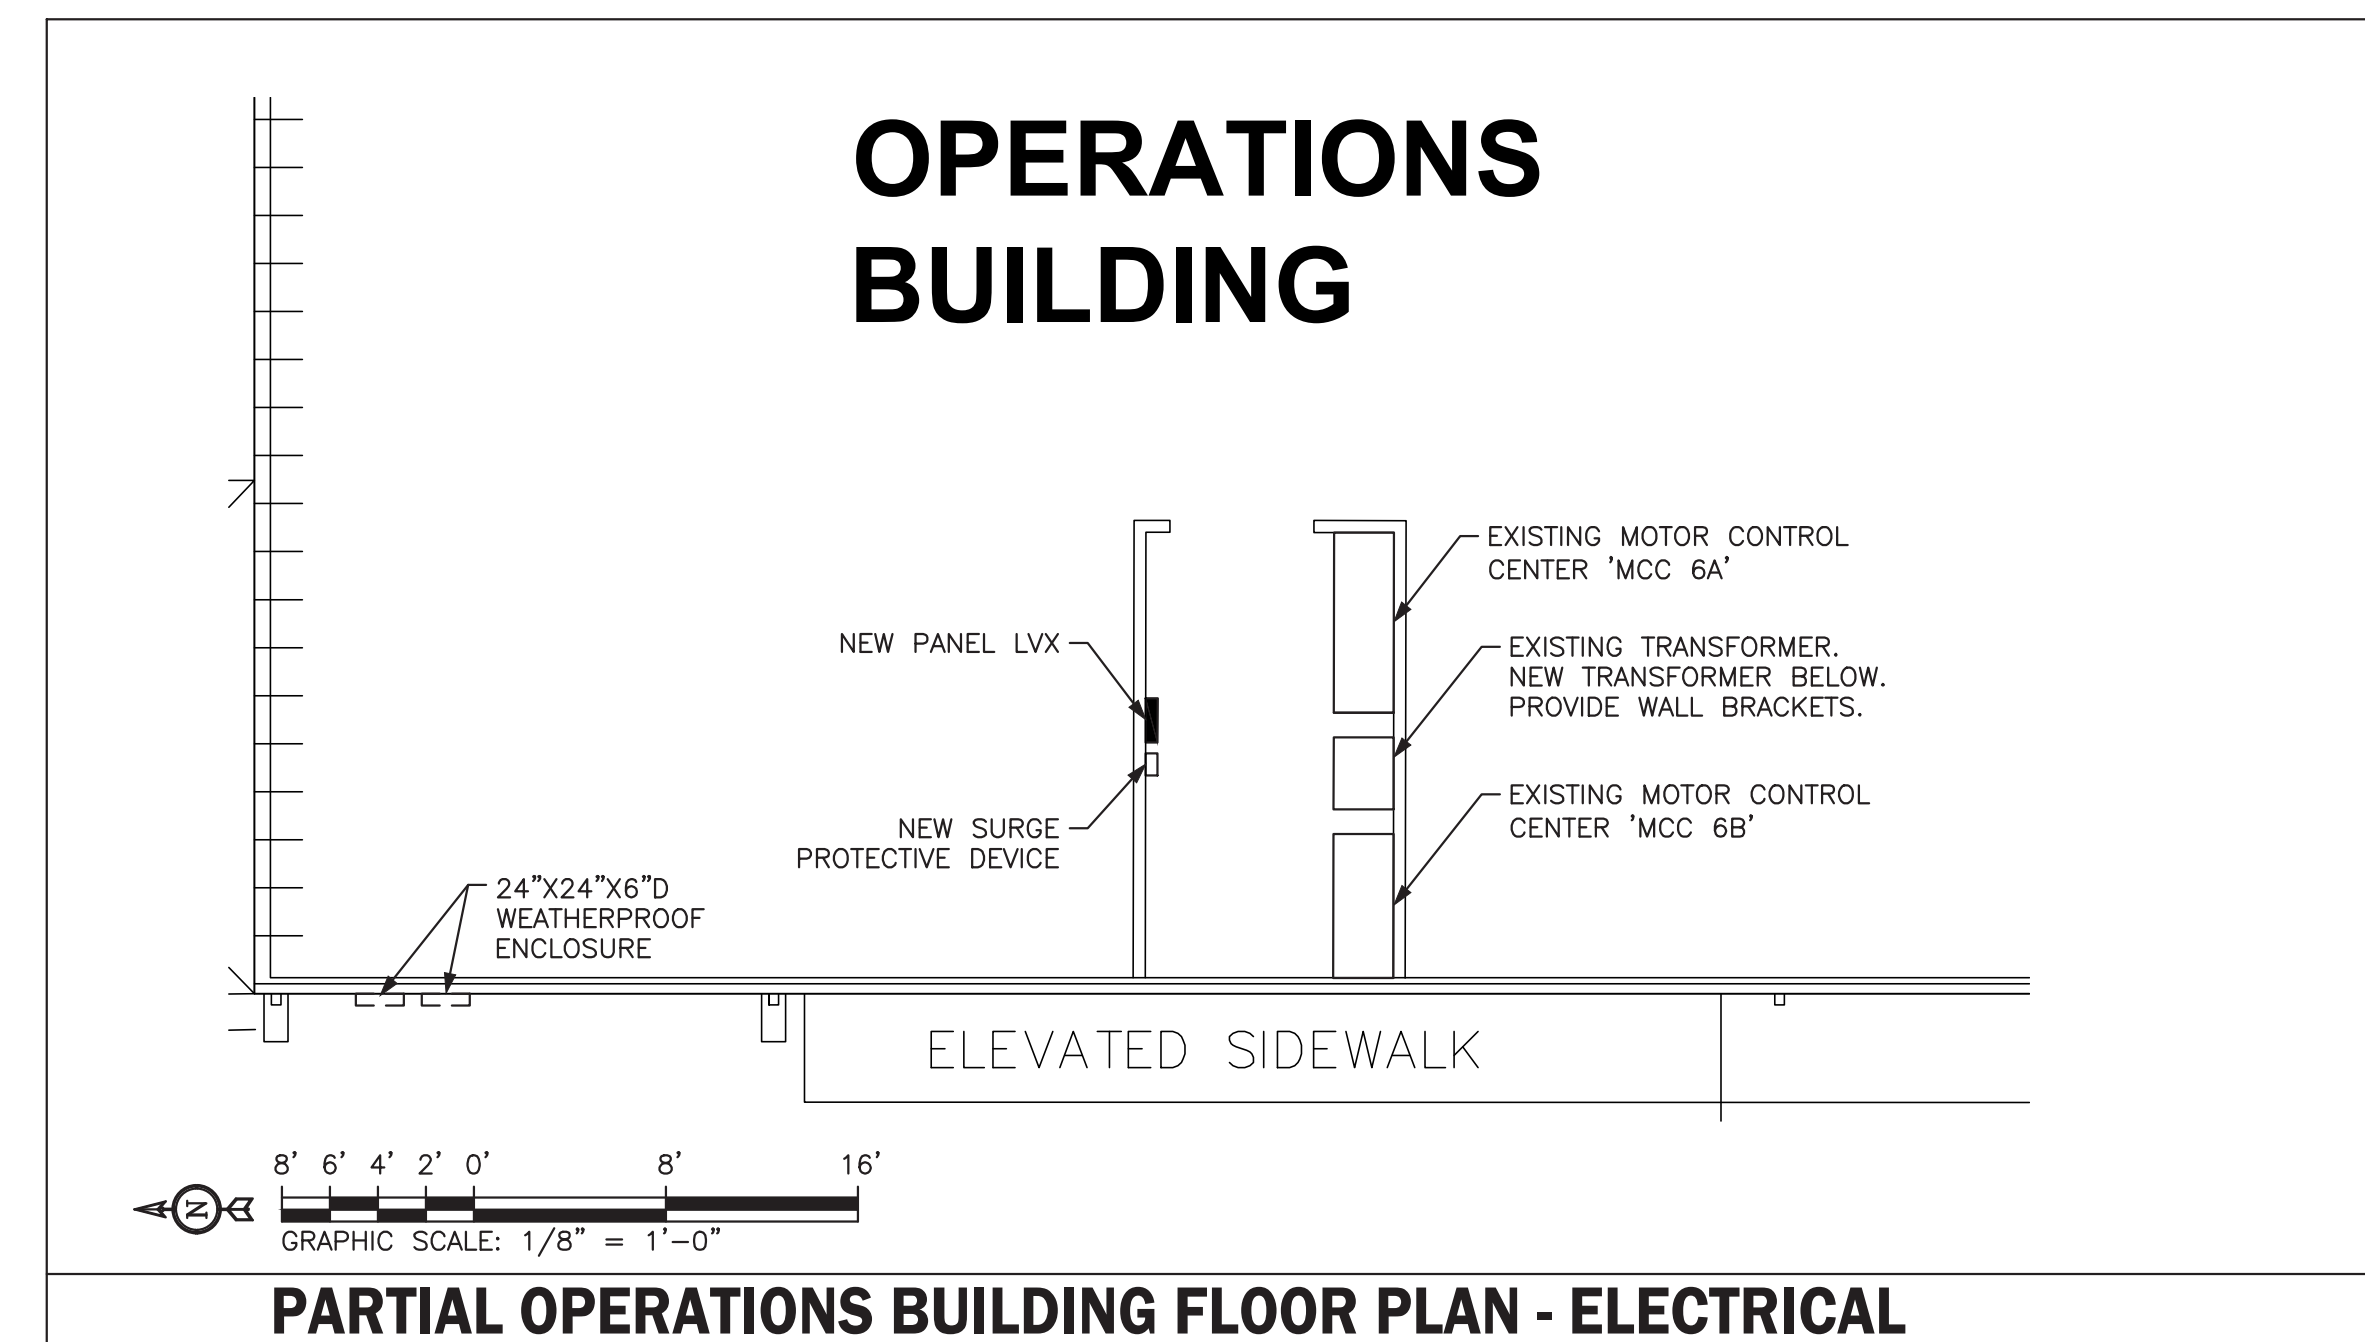 OPERATIONS
BUILDING
EXISTING MOTOR CONTROL
CENTER 'MCC 6A'
NEW PANEL LVX
EXISTING TRANSFORMER.
NEW TRANSFORMER BELOW.
PROVIDE WALL BRACKETS.
EXISTING MOTOR CONTROL
CENTER 'MCC 6B'
NEW SURGE
PROTECTIVE DEVICE
24"X24"X6"D
WEATHERPROOF
ENCLOSURE
ELEVATED SIDEWALK
8' 6' 4' 2' 0' 8' 16'
N
GRAPHIC SCALE: 1/8" = 1'-0"
PARTIAL OPERATIONS BUILDING FLOOR PLAN - ELECTRICAL